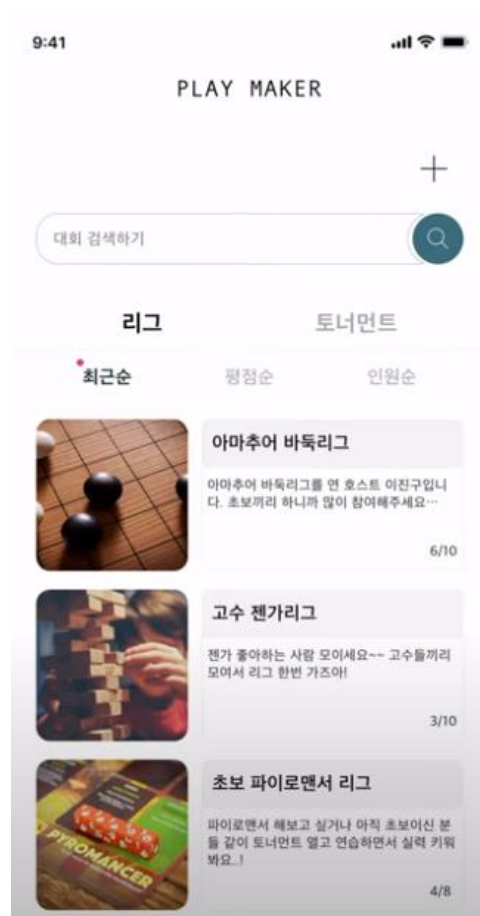 9:41
PLAY MAKER
대회 검색하기
리그
토너먼트
최근순
평점순
인원순
아마추어 바둑리그
아마추어 바둑리그를 연 호스트 이진구입니
다. 초보끼리 하니까 많이 참여해주세요…
6/10
고수 젠가리그
젠가 좋아하는 사람 모이세요~~ 고수들끼리
모여서 리그 한번 가즈아!
3/10
초보 파이로맨서 리그
파이로맨서 해보고 싶거나 아직 초보이신 분
들 같이 토너먼트 열고 연습하면서 실력 키워
봐요..!
4/8
PYROMANCER